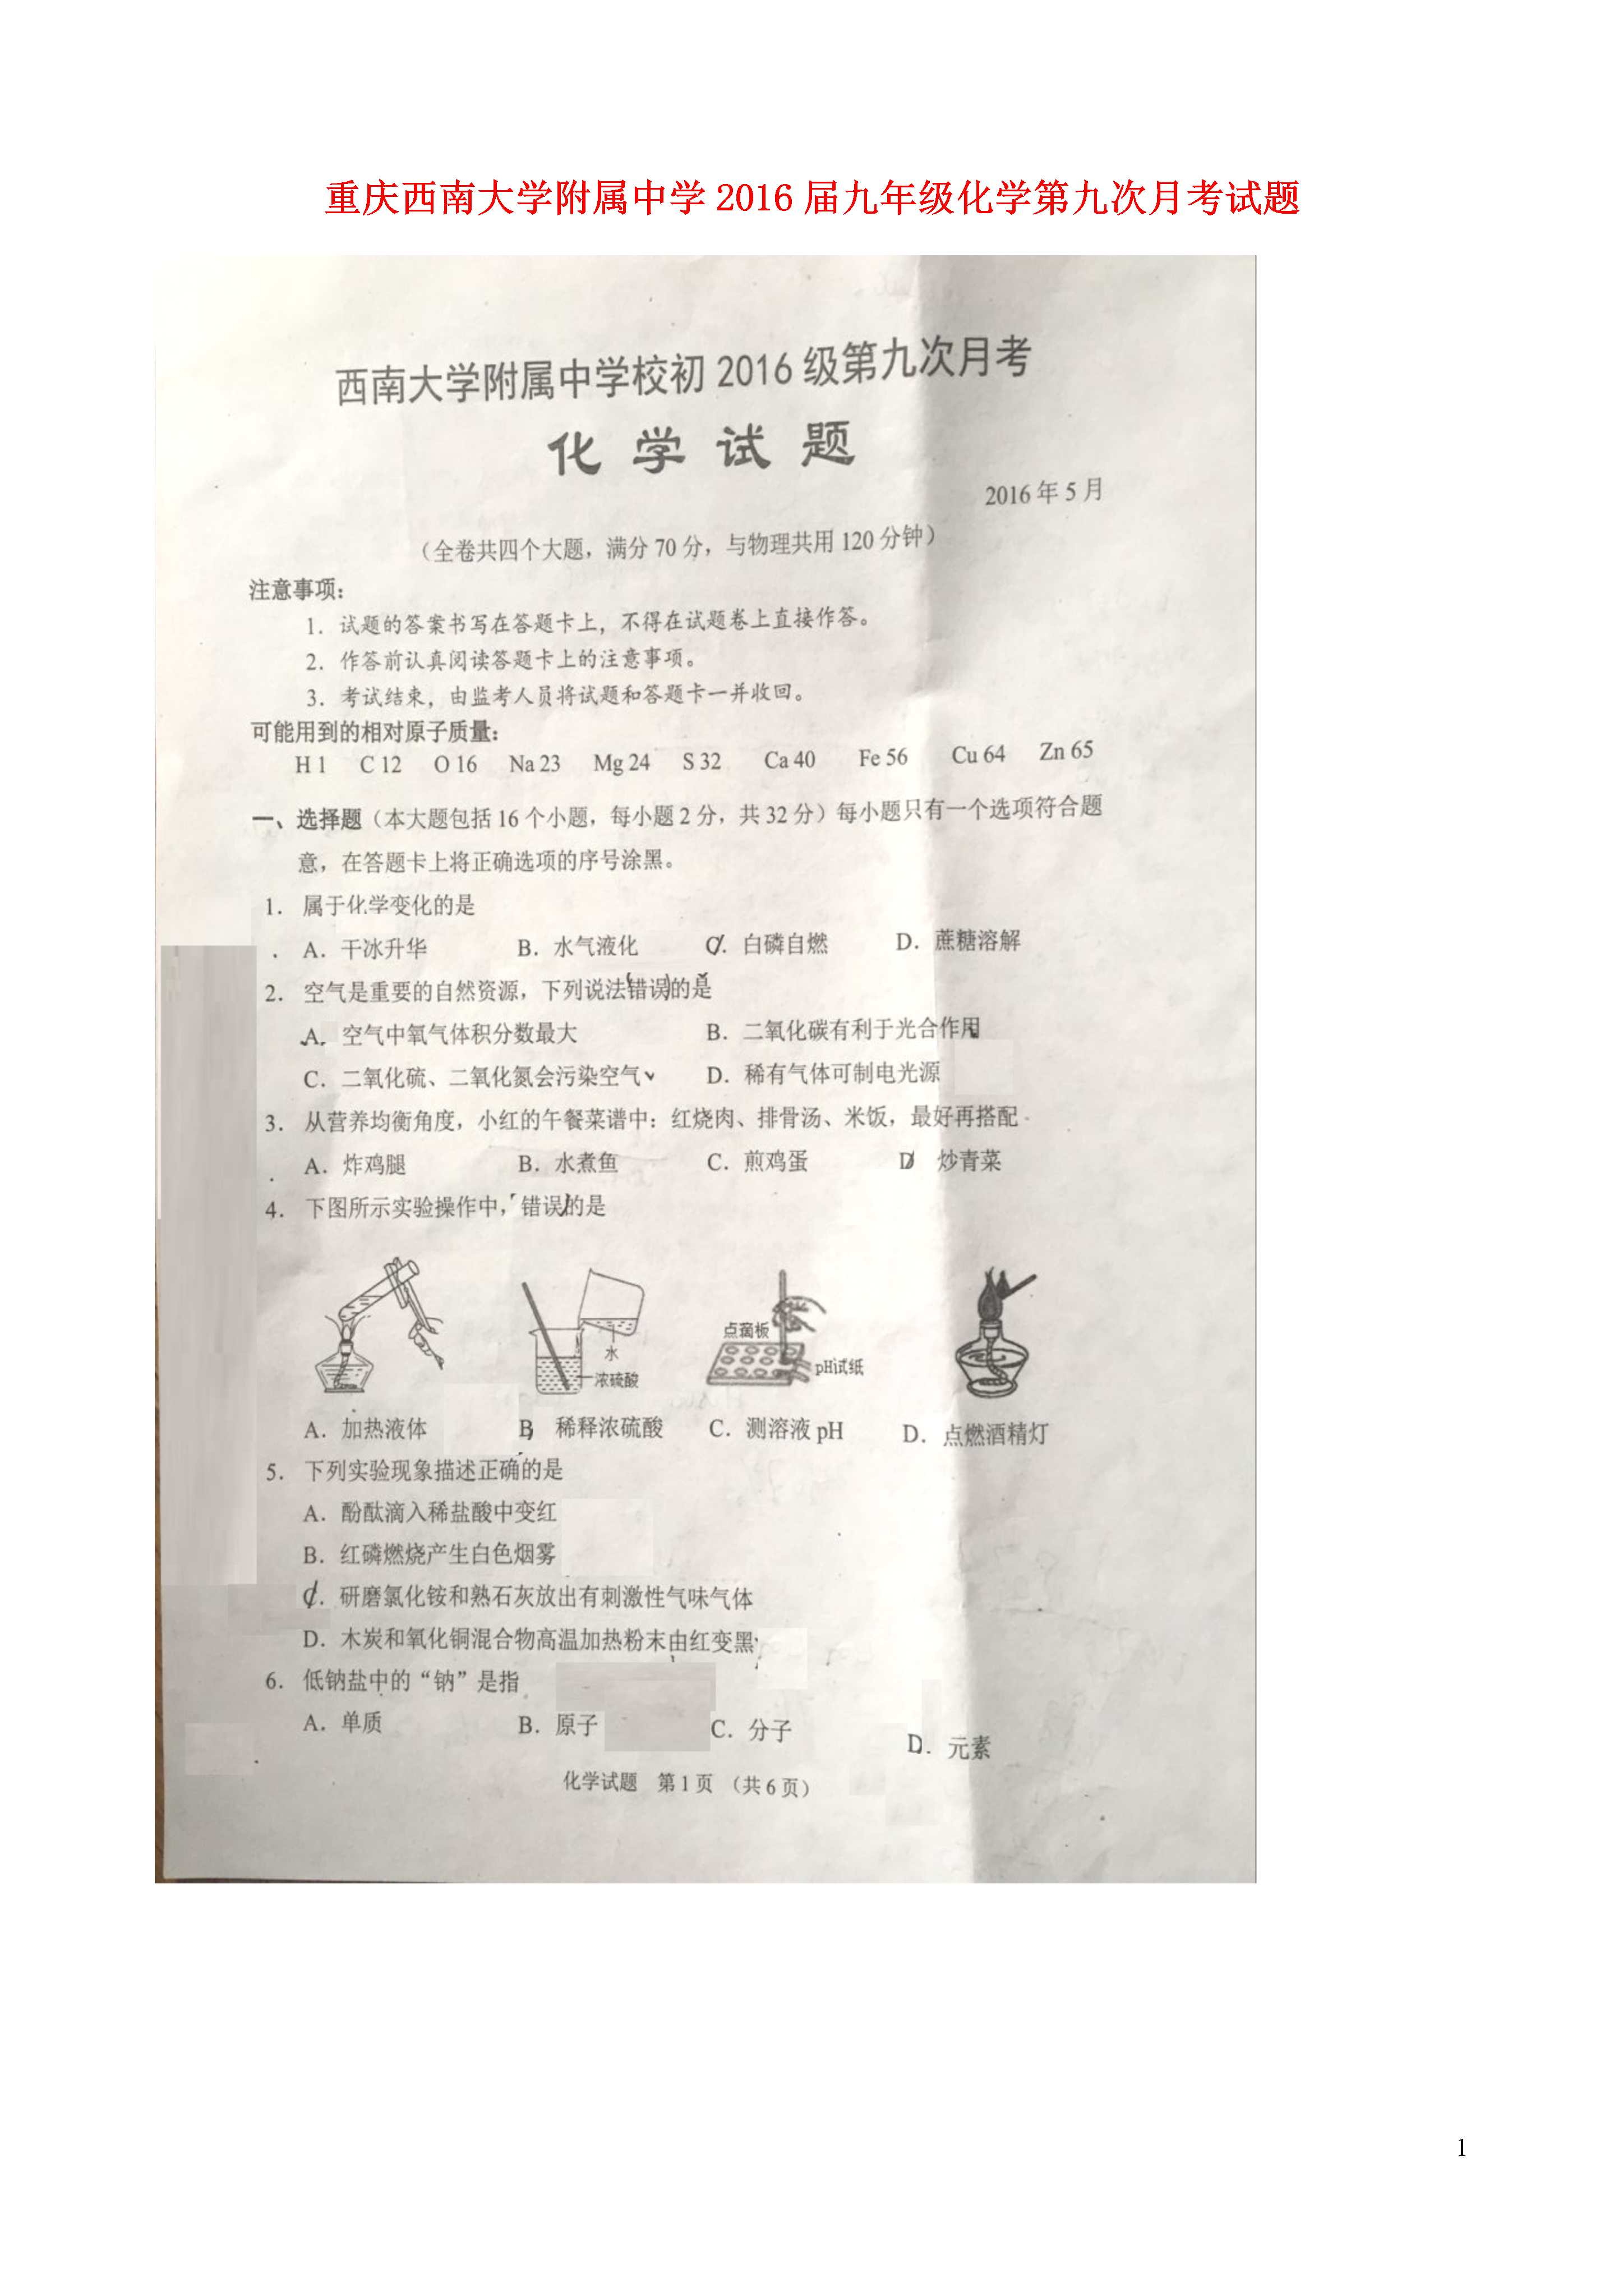 重庆西南大学附属中学2016届九年级化学第九次月考试题
西南大学附属中学校初2016级第九次月考
化学试题
2016年5月
（全卷共四个大题，满分70分，与物理共用120分钟）
注意事项：
1．试题的答案书写在答题卡上，不得在试题卷上直接作答。
2．作答前认真阅读答题卡上的注意事项。
3．考试结束，由监考人员将试题和答题卡一并收回。
可能用到的相对原子质量：
H 1 C 12 O 16 Na 23 Mg 24 S 32 Ca 40 Fe 56 Cu 64 Zn 65
一、选择题（本大题包括16个小题，每小题2分，共32分）每小题只有一个选项符合题
意，在答题卡上将正确选项的序号涂黑。
1．属于化学变化的是
A．干冰升华 B．水气液化 C．白磷自燃 D．蔗糖溶解
2．空气是重要的自然资源，下列说法错误的是
A．空气中氧气体积分数最大 B．二氧化碳有利于光合作用
C．二氧化硫、二氧化氮会污染空气 D．稀有气体可制电光源
3．从营养均衡角度，小红的午餐菜谱中：红烧肉、排骨汤、米饭，最好再搭配
A．炸鸡腿 B．水煮鱼 C．煎鸡蛋 D 炒青菜
4．下图所示实验操作中，错误的是
点滴板
水
pH试纸
浓硫酸
A．加热液体 B 稀释浓硫酸 C．测溶液pH D．点燃酒精灯
5．下列实验现象描述正确的是
A．酚酞滴入稀盐酸中变红
B．红磷燃烧产生白色烟雾
C．研磨氯化铵和熟石灰放出有刺激性气味气体
D．木炭和氧化铜混合物高温加热粉末由红变黑
6．低钠盐中的“钠”是指
A．单质 B．原子 C．分子 D．元素
化学试题 第1页 （共6页）
1